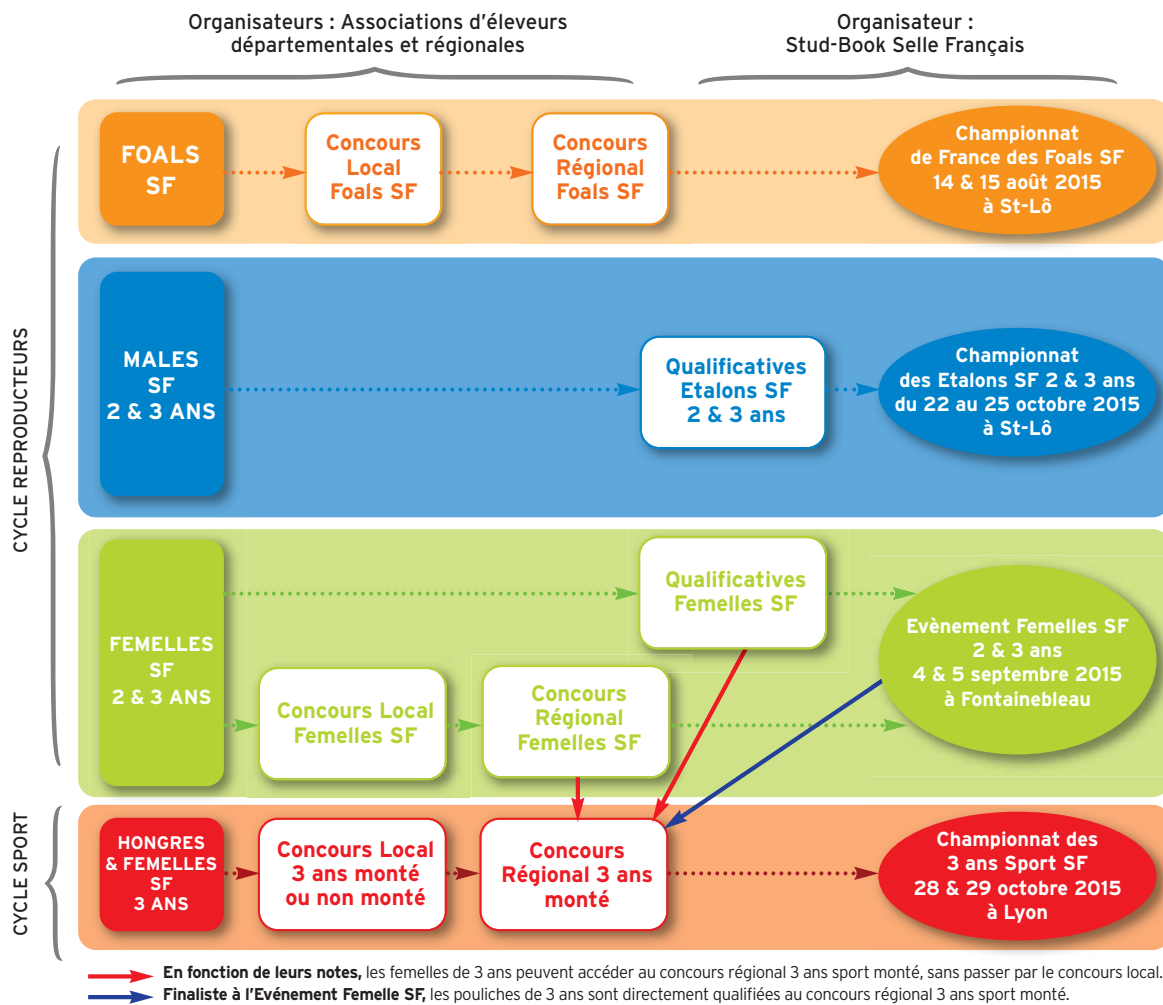 Organisateurs : Associations d'éleveurs
départementales et régionales
Organisateur :
Stud-Book Selle Français
CYCLE REPRODUCTEURS
FOALS
SF
Concours
Local
Foals SF
Concours
Régional
Foals SF
Championnat
de France des Foals SF
14 & 15 août 2015
à St-Lô
MALES
SF
2 & 3 ANS
Qualificatives
Etalons SF
2 & 3 ans
Championnat
des Etalons SF 2 & 3 ans
du 22 au 25 octobre 2015
à St-Lô
FEMELLES
SF
2 & 3 ANS
Qualificatives
Femelles SF
Concours Local
Femelles SF
Concours
Régional
Femelles SF
Evènement Femelles SF
2 & 3 ans
4 & 5 septembre 2015
à Fontainebleau
CYCLE SPORT
HONGRES
& FEMELLES
SF
3 ANS
Concours Local
3 ans monté
ou non monté
Concours
Régional 3 ans
monté
Championnat des
3 ans Sport SF
28 & 29 octobre 2015
à Lyon
En fonction de leurs notes, les femelles de 3 ans peuvent accéder au concours régional 3 ans sport monté, sans passer par le concours local.
Finaliste à l'Evénement Femelle SF, les pouliches de 3 ans sont directement qualifiées au concours régional 3 ans sport monté.